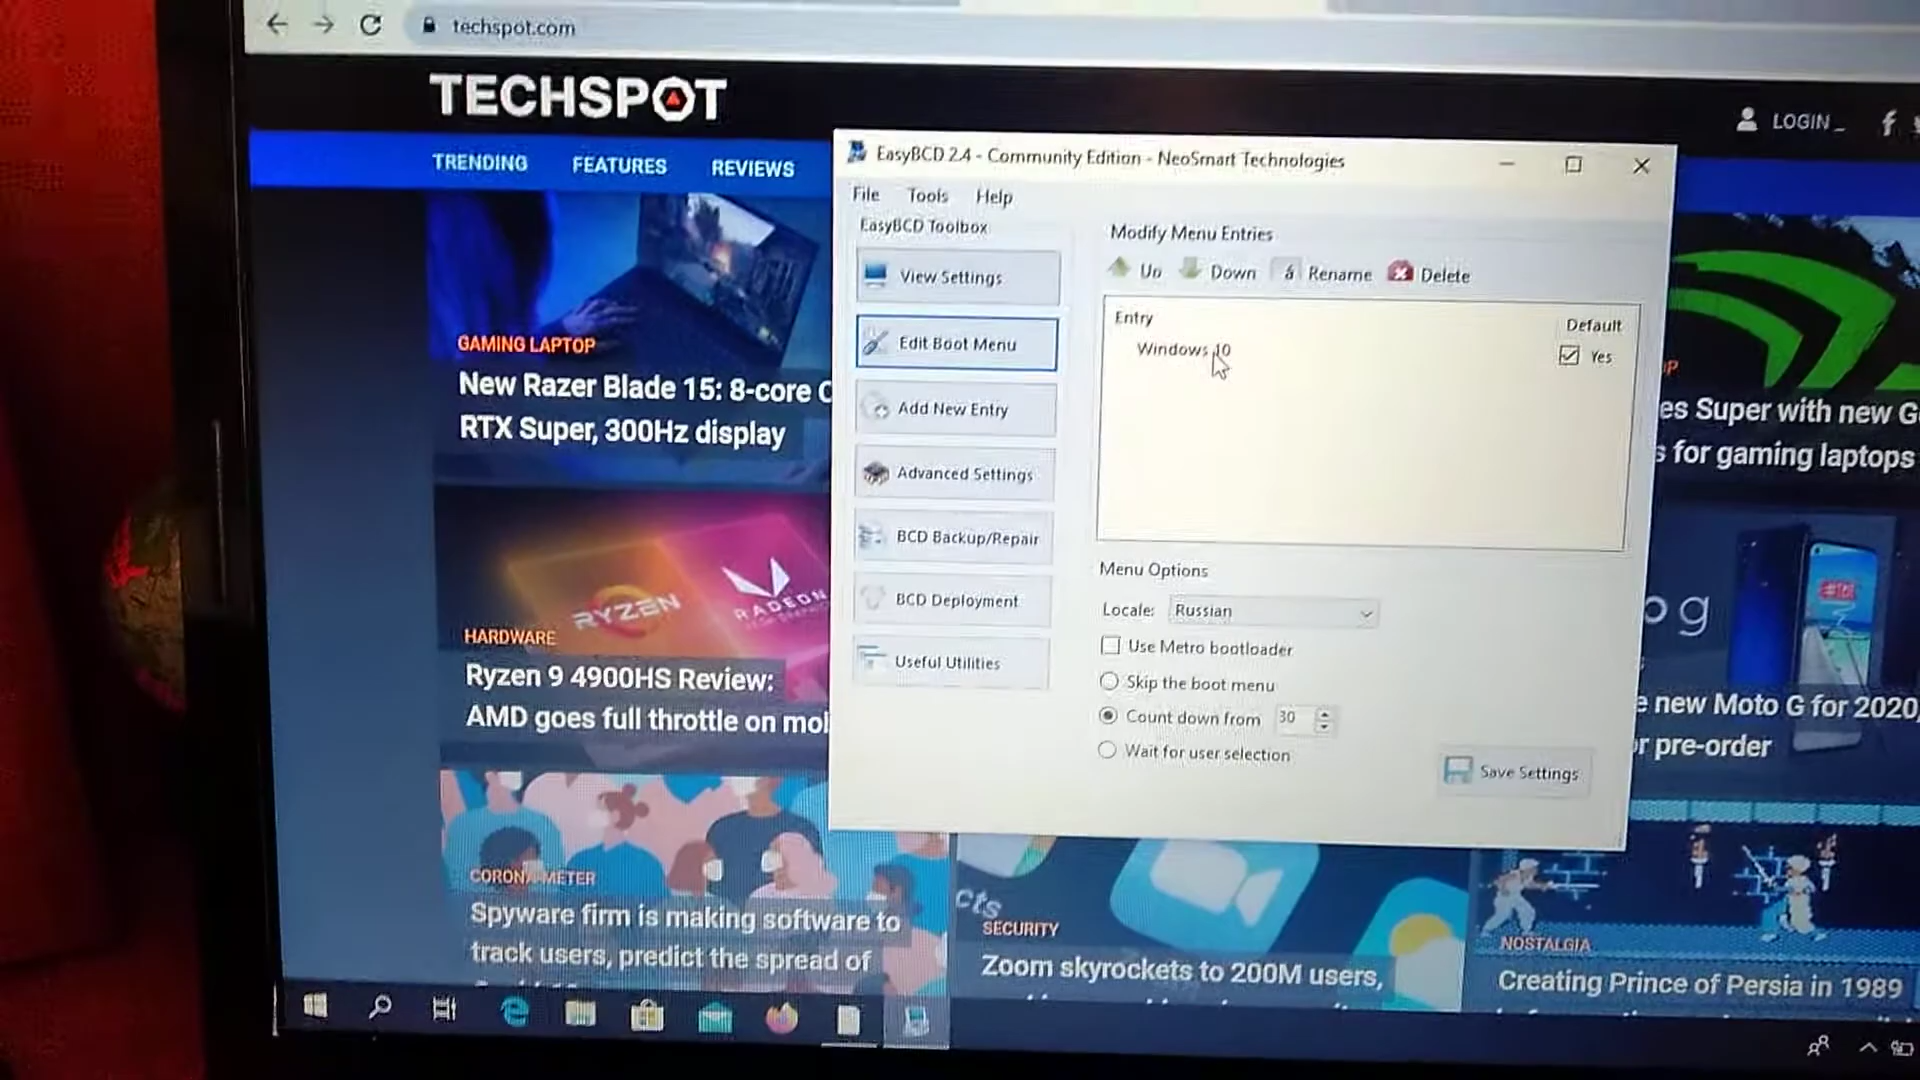 techspot.com
TECHSPOT
LOGIN_
TRENDING FEATURES REVIEWS
EasyBCD 2.4 - Community Edition - NeoSmart Technologies
File Tools Help
EasyBCD Toolbox
View Settings
Edit Boot Menu
Add New Entry
Advanced Settings
BCD Backup/Repair
BCD Deployment
Useful Utilities
Modify Menu Entries
Up Down Rename Delete
Entry Default
Windows 10 Yes
Menu Options
Locale: Russian
Use Metro bootloader
Skip the boot menu
Count down from 30
Wait for user selection
Save Settings
GAMING LAPTOP
New Razer Blade 15: 8-core C
RTX Super, 300Hz display
es Super with new G
s for gaming laptops
RYZEN
RADEON
HARDWARE
Ryzen 9 4900HS Review:
AMD goes full throttle on mo
og
e new Moto G for 2020,
r pre-order
CORONA METER
Spyware firm is making software to
track users, predict the spread of
cts
SECURITY
Zoom skyrockets to 200M users,
NOSTALGIA
Creating Prince of Persia in 1989